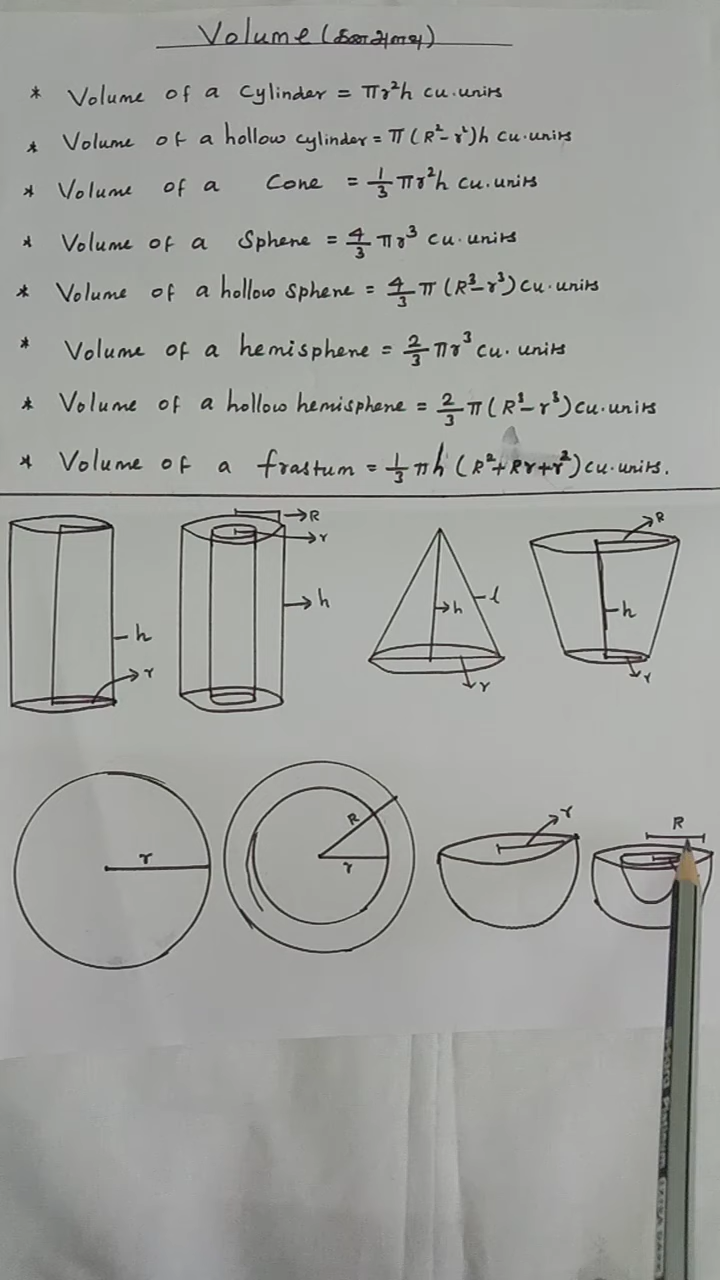 Volume (கனஅளவு)
* Volume of a Cylinder = πr²h cu.units
* Volume of a hollow cylinder = π (R²-r²)h cu.units
* Volume of a Cone = 1/3 πr²h cu.units
* Volume of a Sphene = 4/3 πr³ cu.units
* Volume of a hollow sphene = 4/3 π (R³-r³) cu.units
* Volume of a hemisphene = 2/3 πr³ cu. units
* Volume of a hollow hemisphene = 2/3 π (R³-r³) cu.units
* Volume of a frastum = 1/3 πh (R²+Rr+r²) cu.units.
h
r
R
r
h
h
l
r
R
h
r
r
R
r
r
R